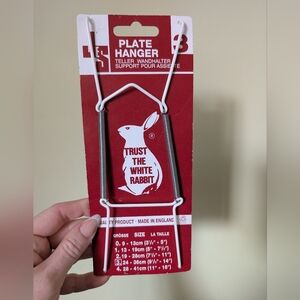 PLATE
HANGER
3
TELLER WANDHALTER
SUPPORT POUR ASSIETTE
TRUST
THE
WHITE
RABBIT
®
QUALITY PRODUCT · MADE IN ENGLAND
GRÖSSE SIZE LA TAILLE
0. 9 - 13cm (3½" - 5")
1. 13 - 19cm (5" - 7½")
2. 19 - 28cm (7½" - 11")
3. 24 - 36cm (9½" - 14")
4. 28 - 41cm (11" - 16")